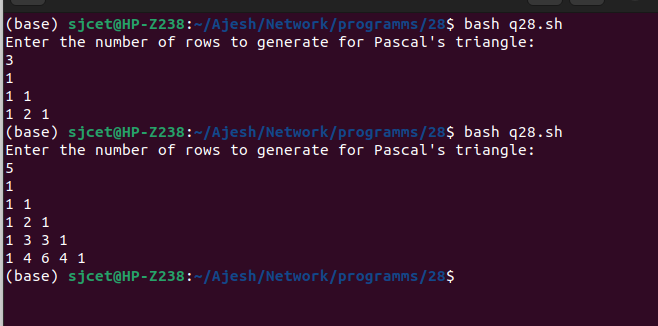 (base) sjcet@HP-Z238:~/Ajesh/Network/programms/28$ bash q28.sh
Enter the number of rows to generate for Pascal's triangle:
3
1
1 1
1 2 1
(base) sjcet@HP-Z238:~/Ajesh/Network/programms/28$ bash q28.sh
Enter the number of rows to generate for Pascal's triangle:
5
1
1 1
1 2 1
1 3 3 1
1 4 6 4 1
(base) sjcet@HP-Z238:~/Ajesh/Network/programms/28$